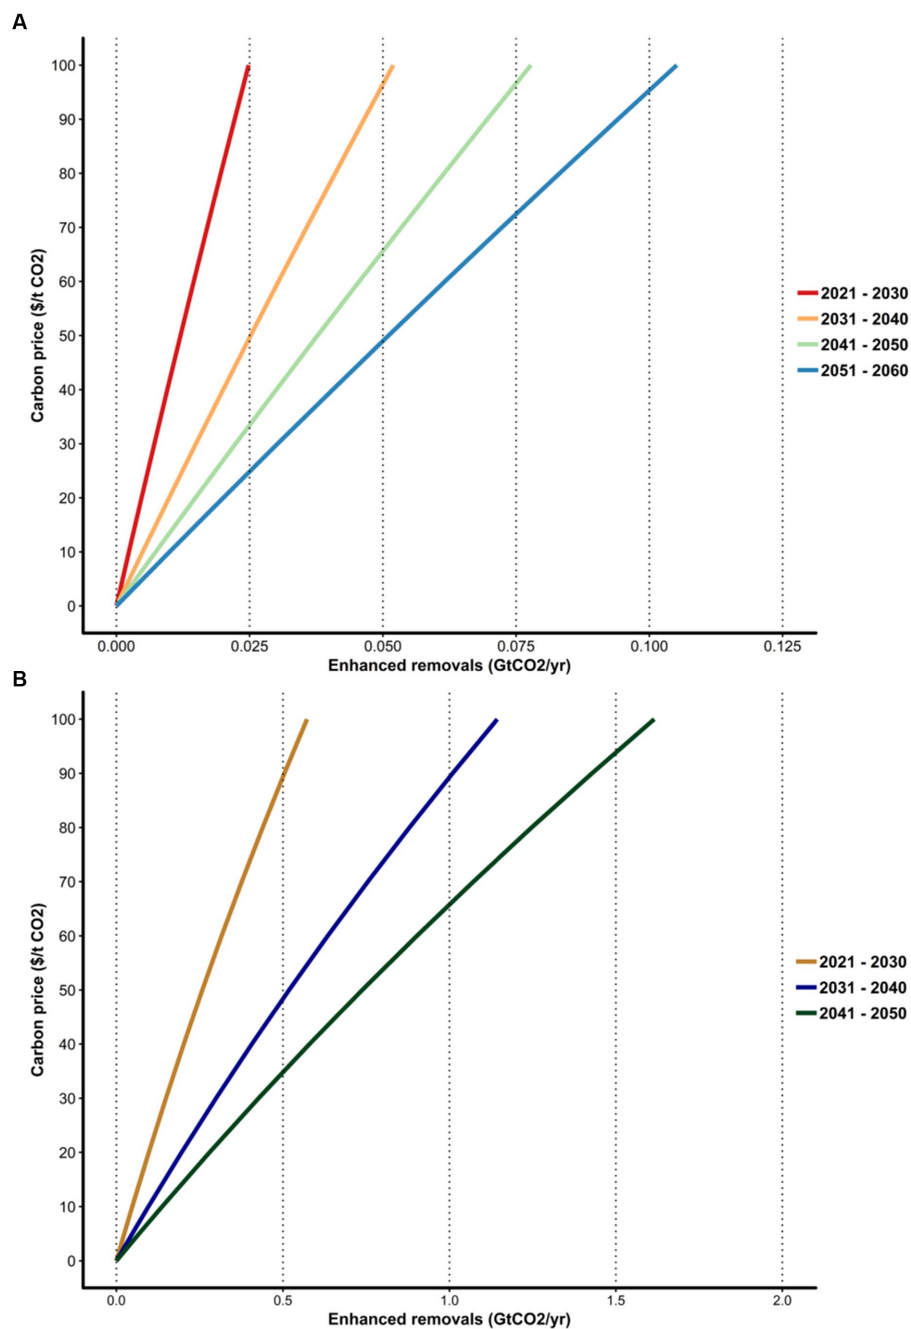 A
100
90
80
70
60
50
40
30
20
10
0
Carbon price ($/t CO2)
0.000 0.025 0.050 0.075 0.100 0.125
Enhanced removals (GtCO2/yr)
2021 - 2030
2031 - 2040
2041 - 2050
2051 - 2060
B
100
90
80
70
60
50
40
30
20
10
0
Carbon price ($/t CO2)
0.0 0.5 1.0 1.5 2.0
Enhanced removals (GtCO2/yr)
2021 - 2030
2031 - 2040
2041 - 2050